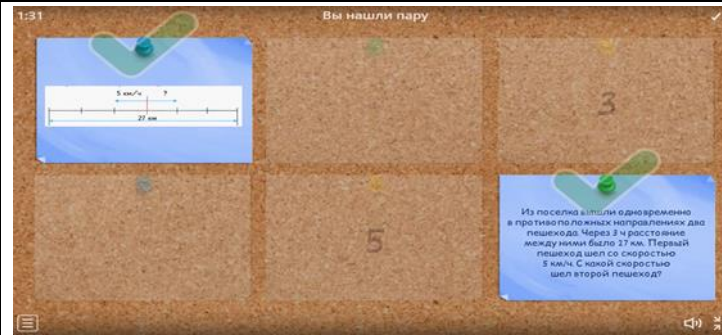 1:31
Вы нашли пару
5 км/ч ?
27 км
3
5
Из поселка вышли одновременно
в противоположных направлениях два
пешехода. Через 3 ч расстояние
между ними было 27 км. Первый
пешеход шел со скоростью
5 км/ч. С какой скоростью
шел второй пешеход?